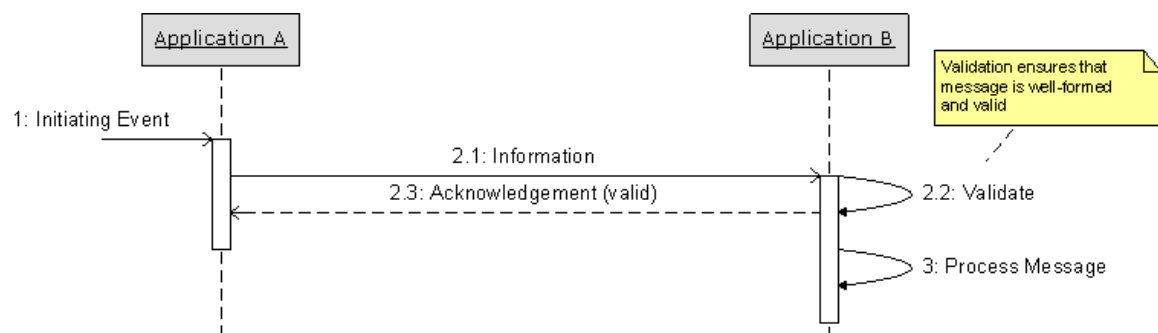 Application A
Application B
Validation ensures that
message is well-formed
and valid
1: Initiating Event
2.1: Information
2.3: Acknowledgement (valid)
2.2: Validate
3: Process Message